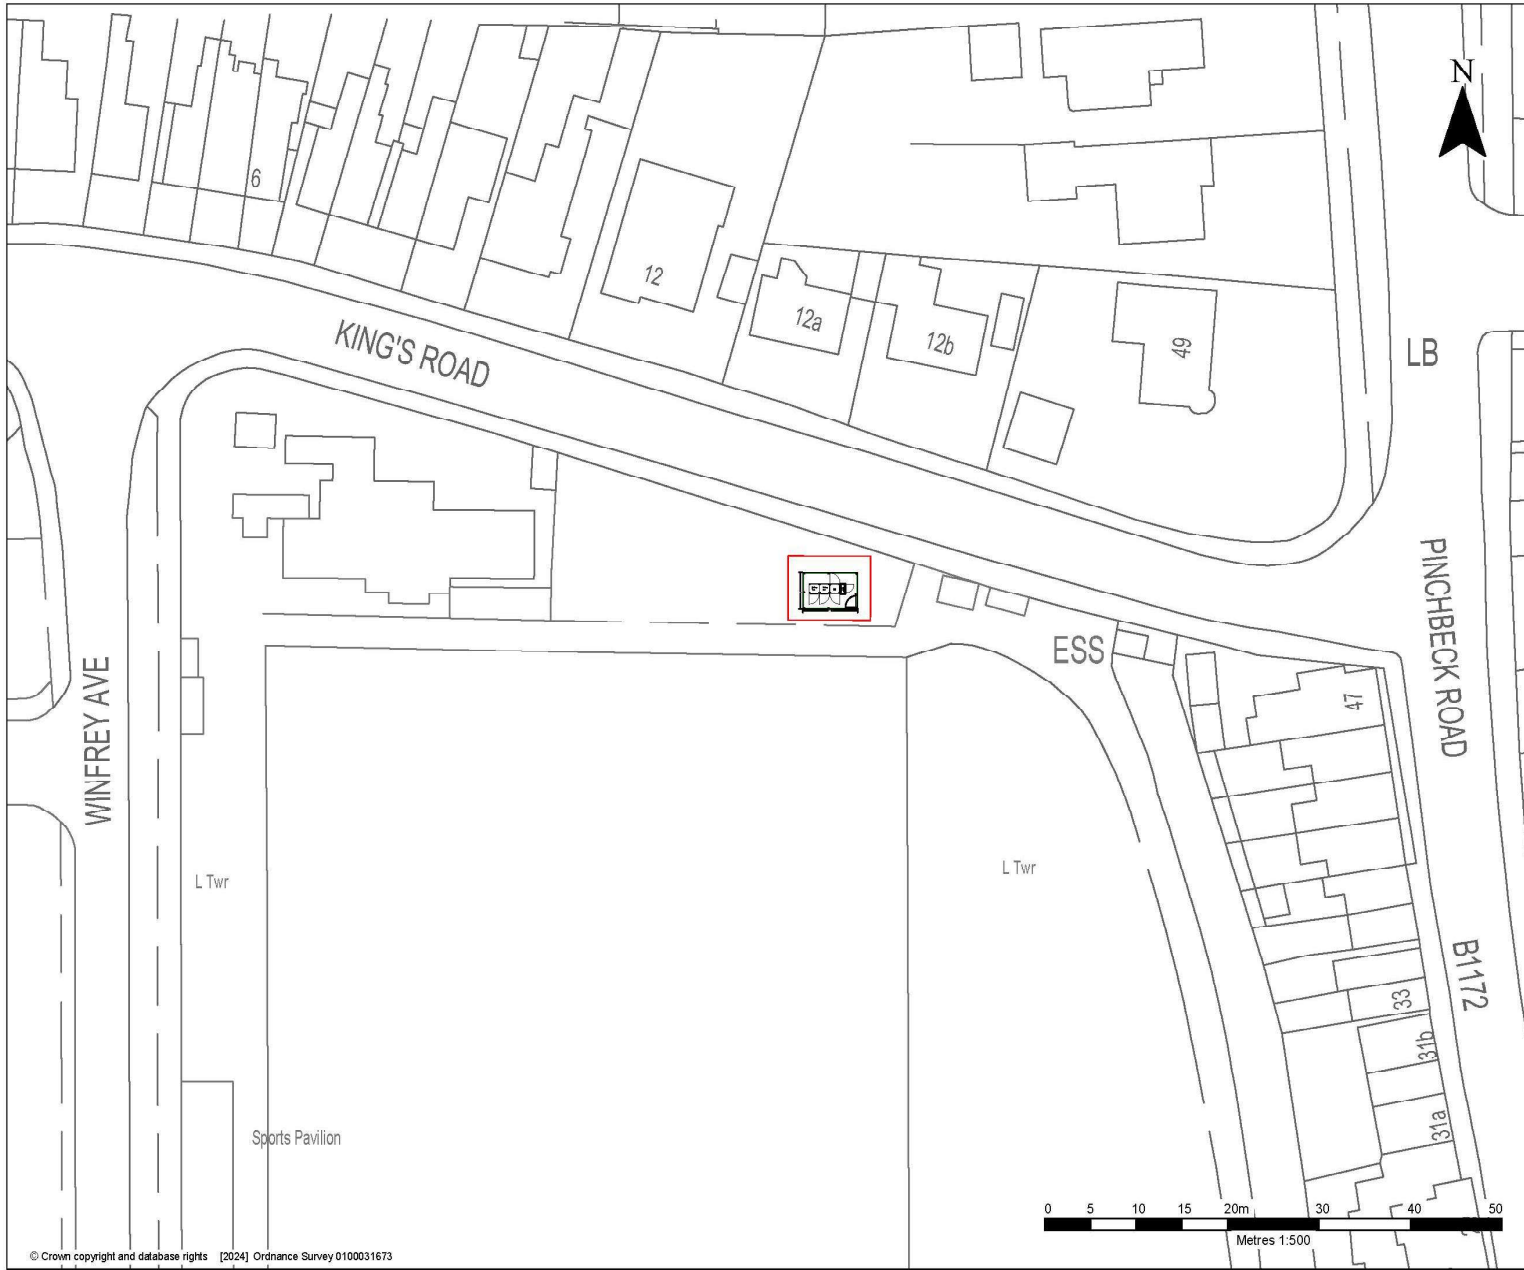 N
6
12
12a
12b
49
LB
KING'S ROAD
PINCHBECK ROAD
ESS
47
WINFREY AVE
L Twr
L Twr
B1172
33
31b
31a
Sports Pavilion
0 5 10 15 20m 30 40 50
Metres 1:500
© Crown copyright and database rights [2024] Ordnance Survey 0100031673